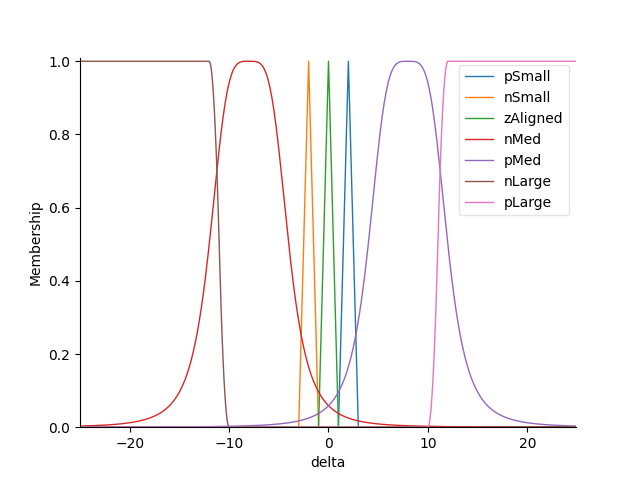 1.0
0.8
0.6
0.4
0.2
0.0
Membership
pSmall
nSmall
zAligned
nMed
pMed
nLarge
pLarge
−20 −10 0 10 20
delta